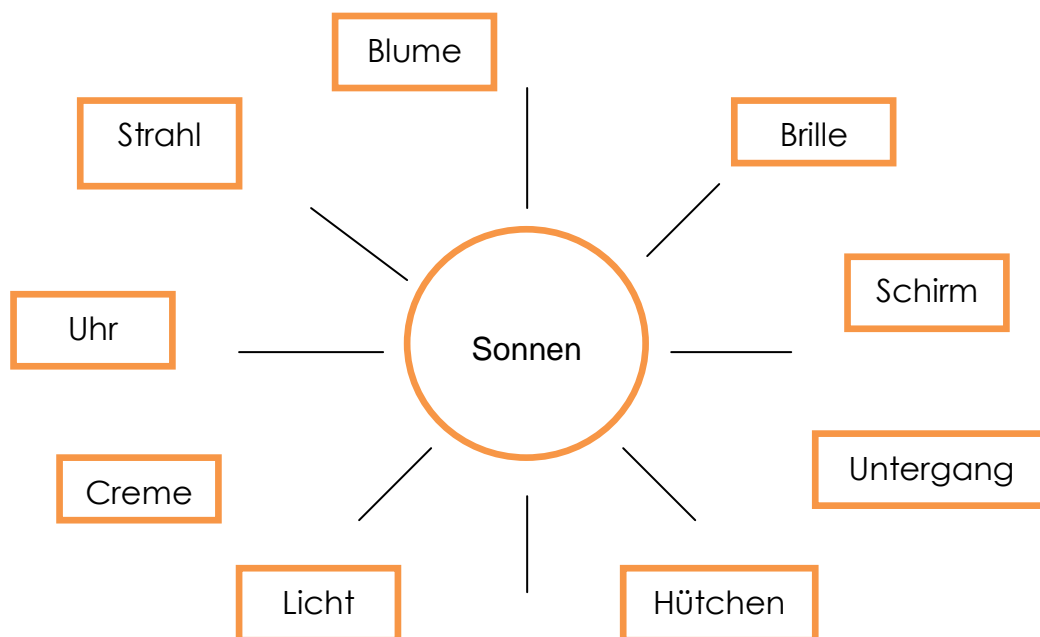 Blume
Strahl
Brille
Schirm
Uhr
Sonnen
Untergang
Creme
Licht
Hütchen